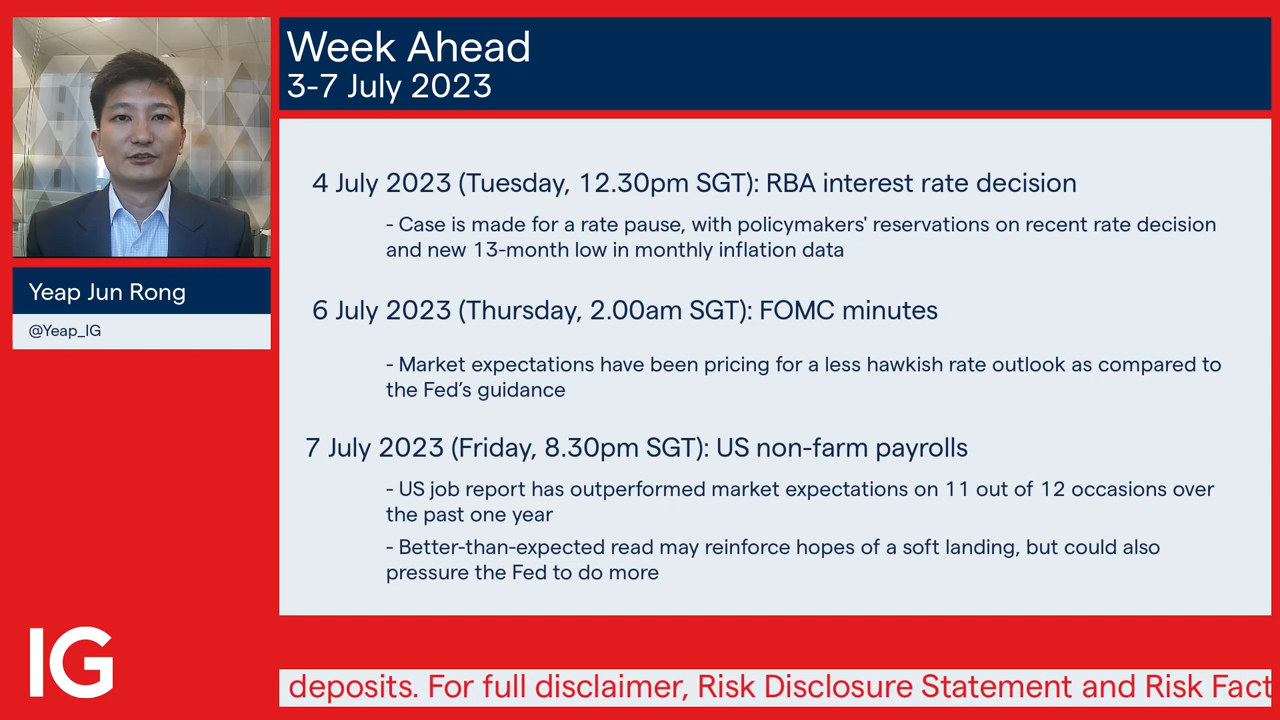 Week Ahead
3-7 July 2023
4 July 2023 (Tuesday, 12.30pm SGT): RBA interest rate decision
- Case is made for a rate pause, with policymakers' reservations on recent rate decision
and new 13-month low in monthly inflation data
6 July 2023 (Thursday, 2.00am SGT): FOMC minutes
- Market expectations have been pricing for a less hawkish rate outlook as compared to
the Fed’s guidance
7 July 2023 (Friday, 8.30pm SGT): US non-farm payrolls
- US job report has outperformed market expectations on 11 out of 12 occasions over
the past one year
- Better-than-expected read may reinforce hopes of a soft landing, but could also
pressure the Fed to do more
Yeap Jun Rong
@Yeap_IG
IG
deposits. For full disclaimer, Risk Disclosure Statement and Risk Fact